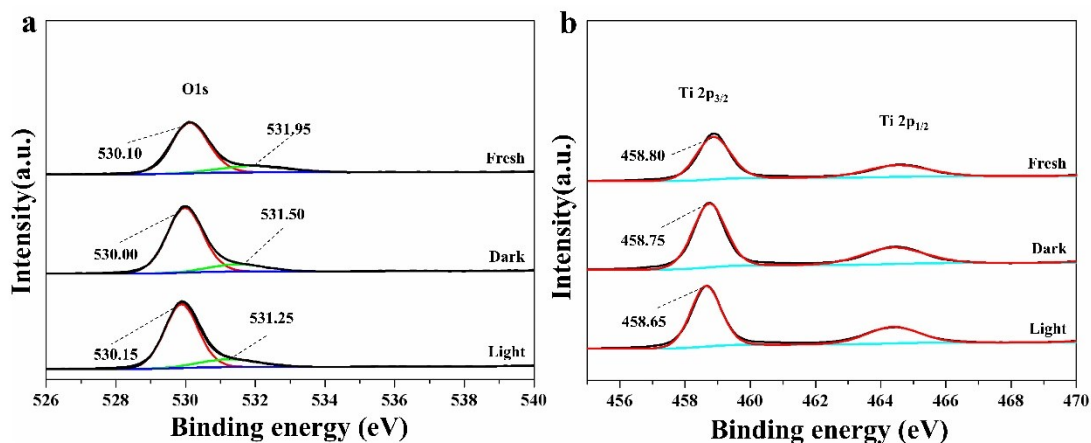 a
O1s
531.95
530.10
Fresh
531.50
530.00
Dark
531.25
530.15
Light
Intensity(a.u.)
526 528 530 532 534 536 538 540
Binding energy (eV)
b
Ti 2p3/2
Ti 2p1/2
458.80
Fresh
458.75
Dark
458.65
Light
Intensity(a.u.)
456 458 460 462 464 466 468 470
Binding energy (eV)